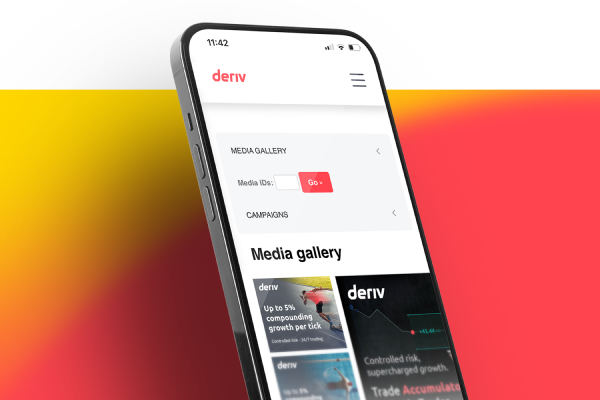 11:42
deriv
MEDIA GALLERY
Media IDs:
Go »
CAMPAIGNS
Media gallery
deriv
Up to 5%
compounding
growth per tick
Controlled risk · 24/7 trading
deriv
Up to 5%
deriv
Controlled risk,
supercharged growth.
Trade Accumulato